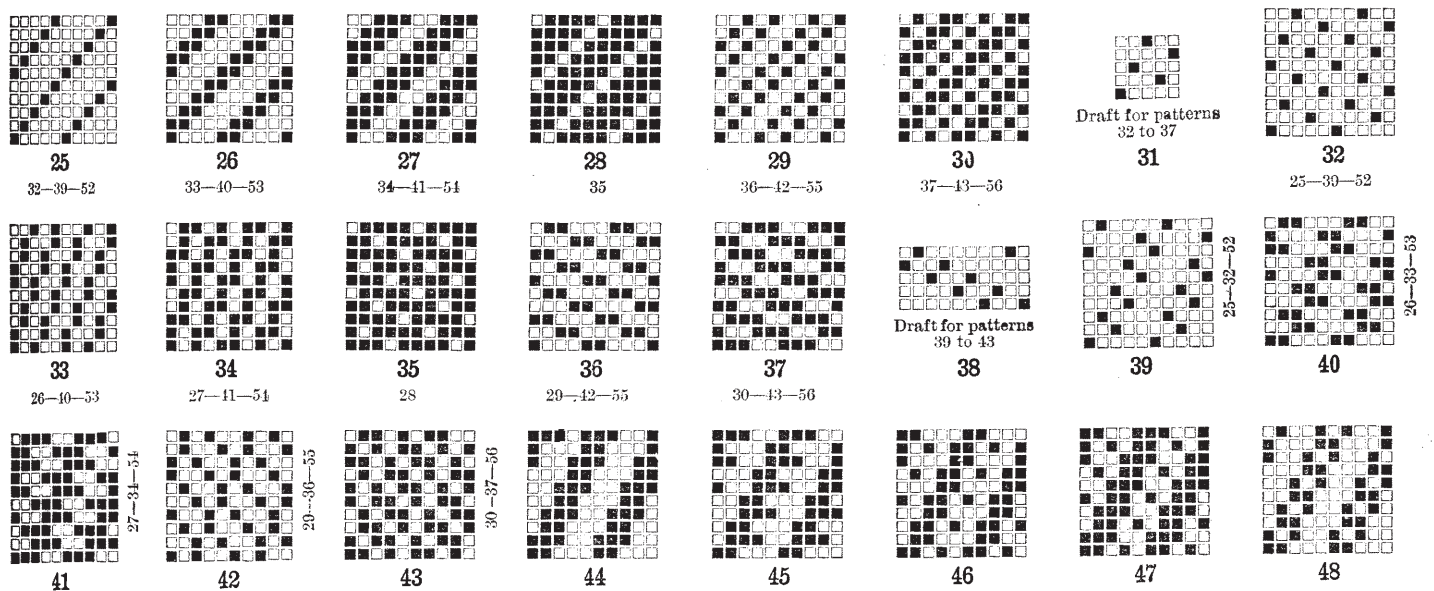 25 26 27 28 29 30 31 32
32—39—52 33—40—53 34—41—54 35 36—42—55 37—43—56 25—39—52
Draft for patterns
32 to 37
33 34 35 36 37 38 39 40
26—40—53 27—41—54 28 29—42—55 30—43—56
Draft for patterns
39 to 43
25—32—52
26—33—53
41 42 43 44 45 46 47 48
27—34—54
29—36—55
30—37—56